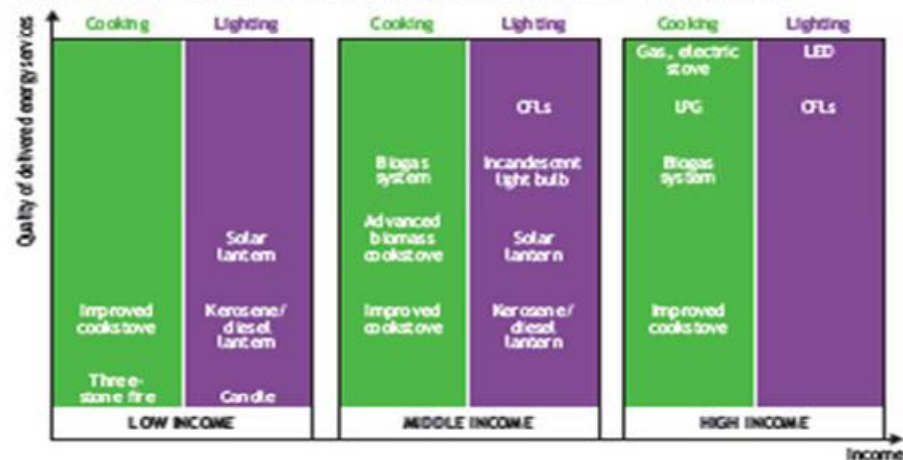 Quality of delivered energy services
Cooking
Lighting
Solar
lantern
Improved
cookstove
Kerosene/
diesel
lantern
Three-
stone fire
Candle
LOW INCOME
Cooking
Lighting
CFLs
Biogas
system
Incandescent
light bulb
Advanced
biomass
cookstove
Solar
lantern
Improved
cookstove
Kerosene/
diesel
lantern
MIDDLE INCOME
Cooking
Lighting
Gas, electric
stove
LED
LPG
CFLs
Biogas
system
Improved
cookstove
HIGH INCOME
Income